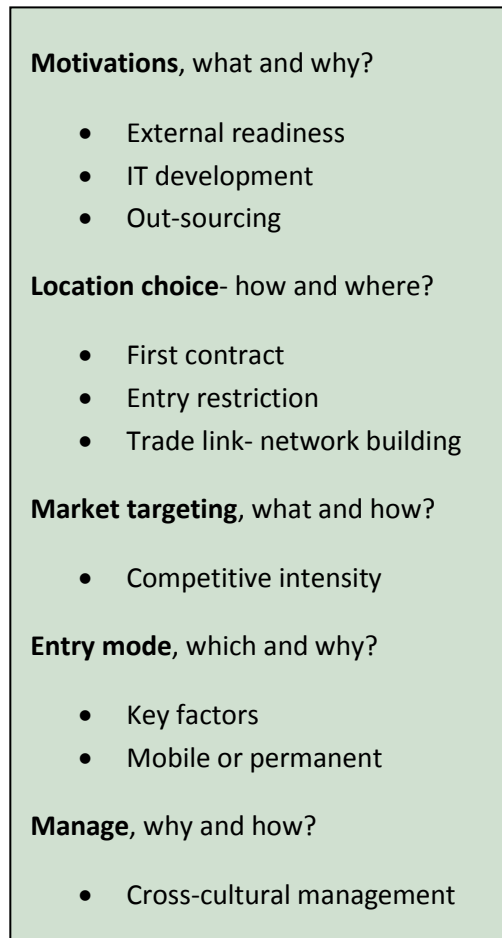 Motivations, what and why?
• External readiness
• IT development
• Out-sourcing
Location choice- how and where?
• First contract
• Entry restriction
• Trade link- network building
Market targeting, what and how?
• Competitive intensity
Entry mode, which and why?
• Key factors
• Mobile or permanent
Manage, why and how?
• Cross-cultural management